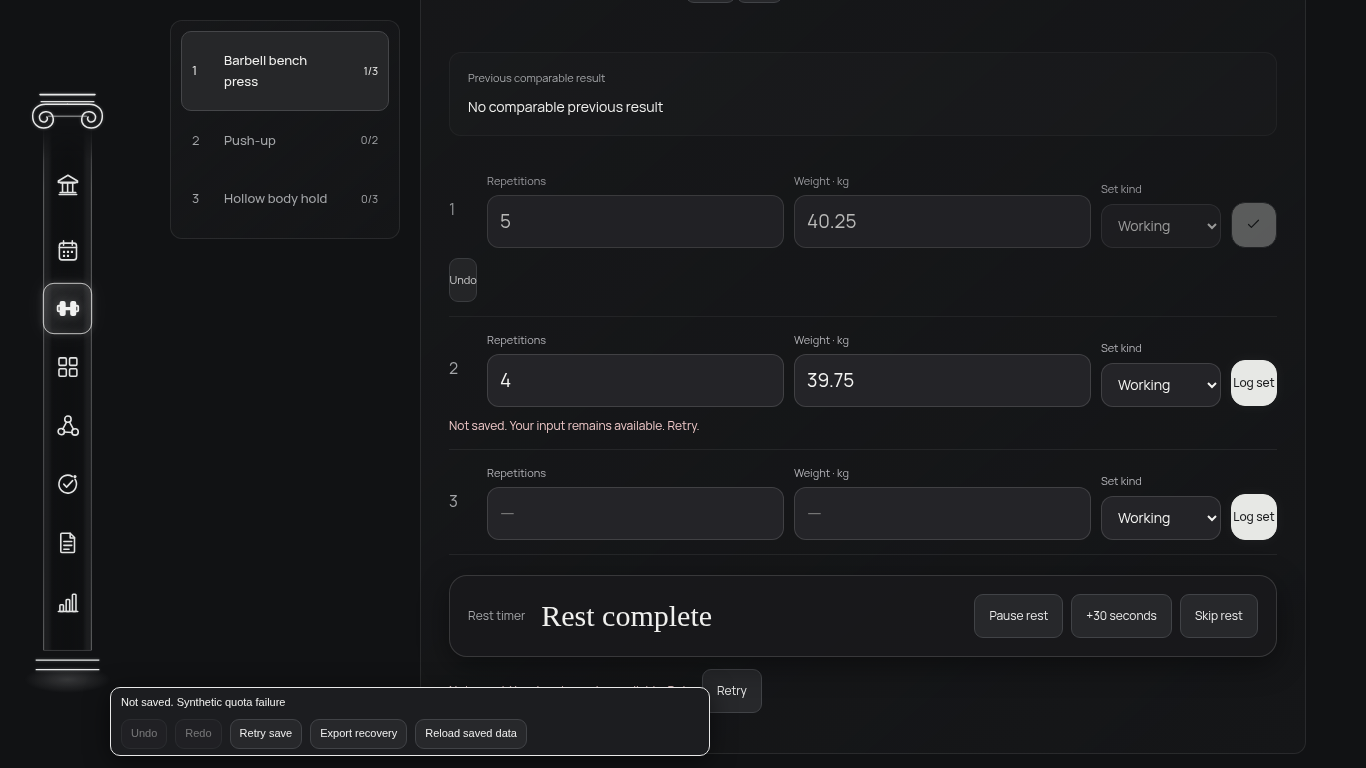 1
Barbell bench
press
1/3
2
Push-up
0/2
3
Hollow body hold
0/3
Previous comparable result
No comparable previous result
1
Repetitions
5
Weight · kg
40.25
Set kind
Working
Undo
2
Repetitions
4
Weight · kg
39.75
Set kind
Working
Log set
Not saved. Your input remains available. Retry.
3
Repetitions
—
Weight · kg
—
Set kind
Working
Log set
Rest timer
Rest complete
Pause rest
+30 seconds
Skip rest
Retry
Not saved. Synthetic quota failure
Undo
Redo
Retry save
Export recovery
Reload saved data